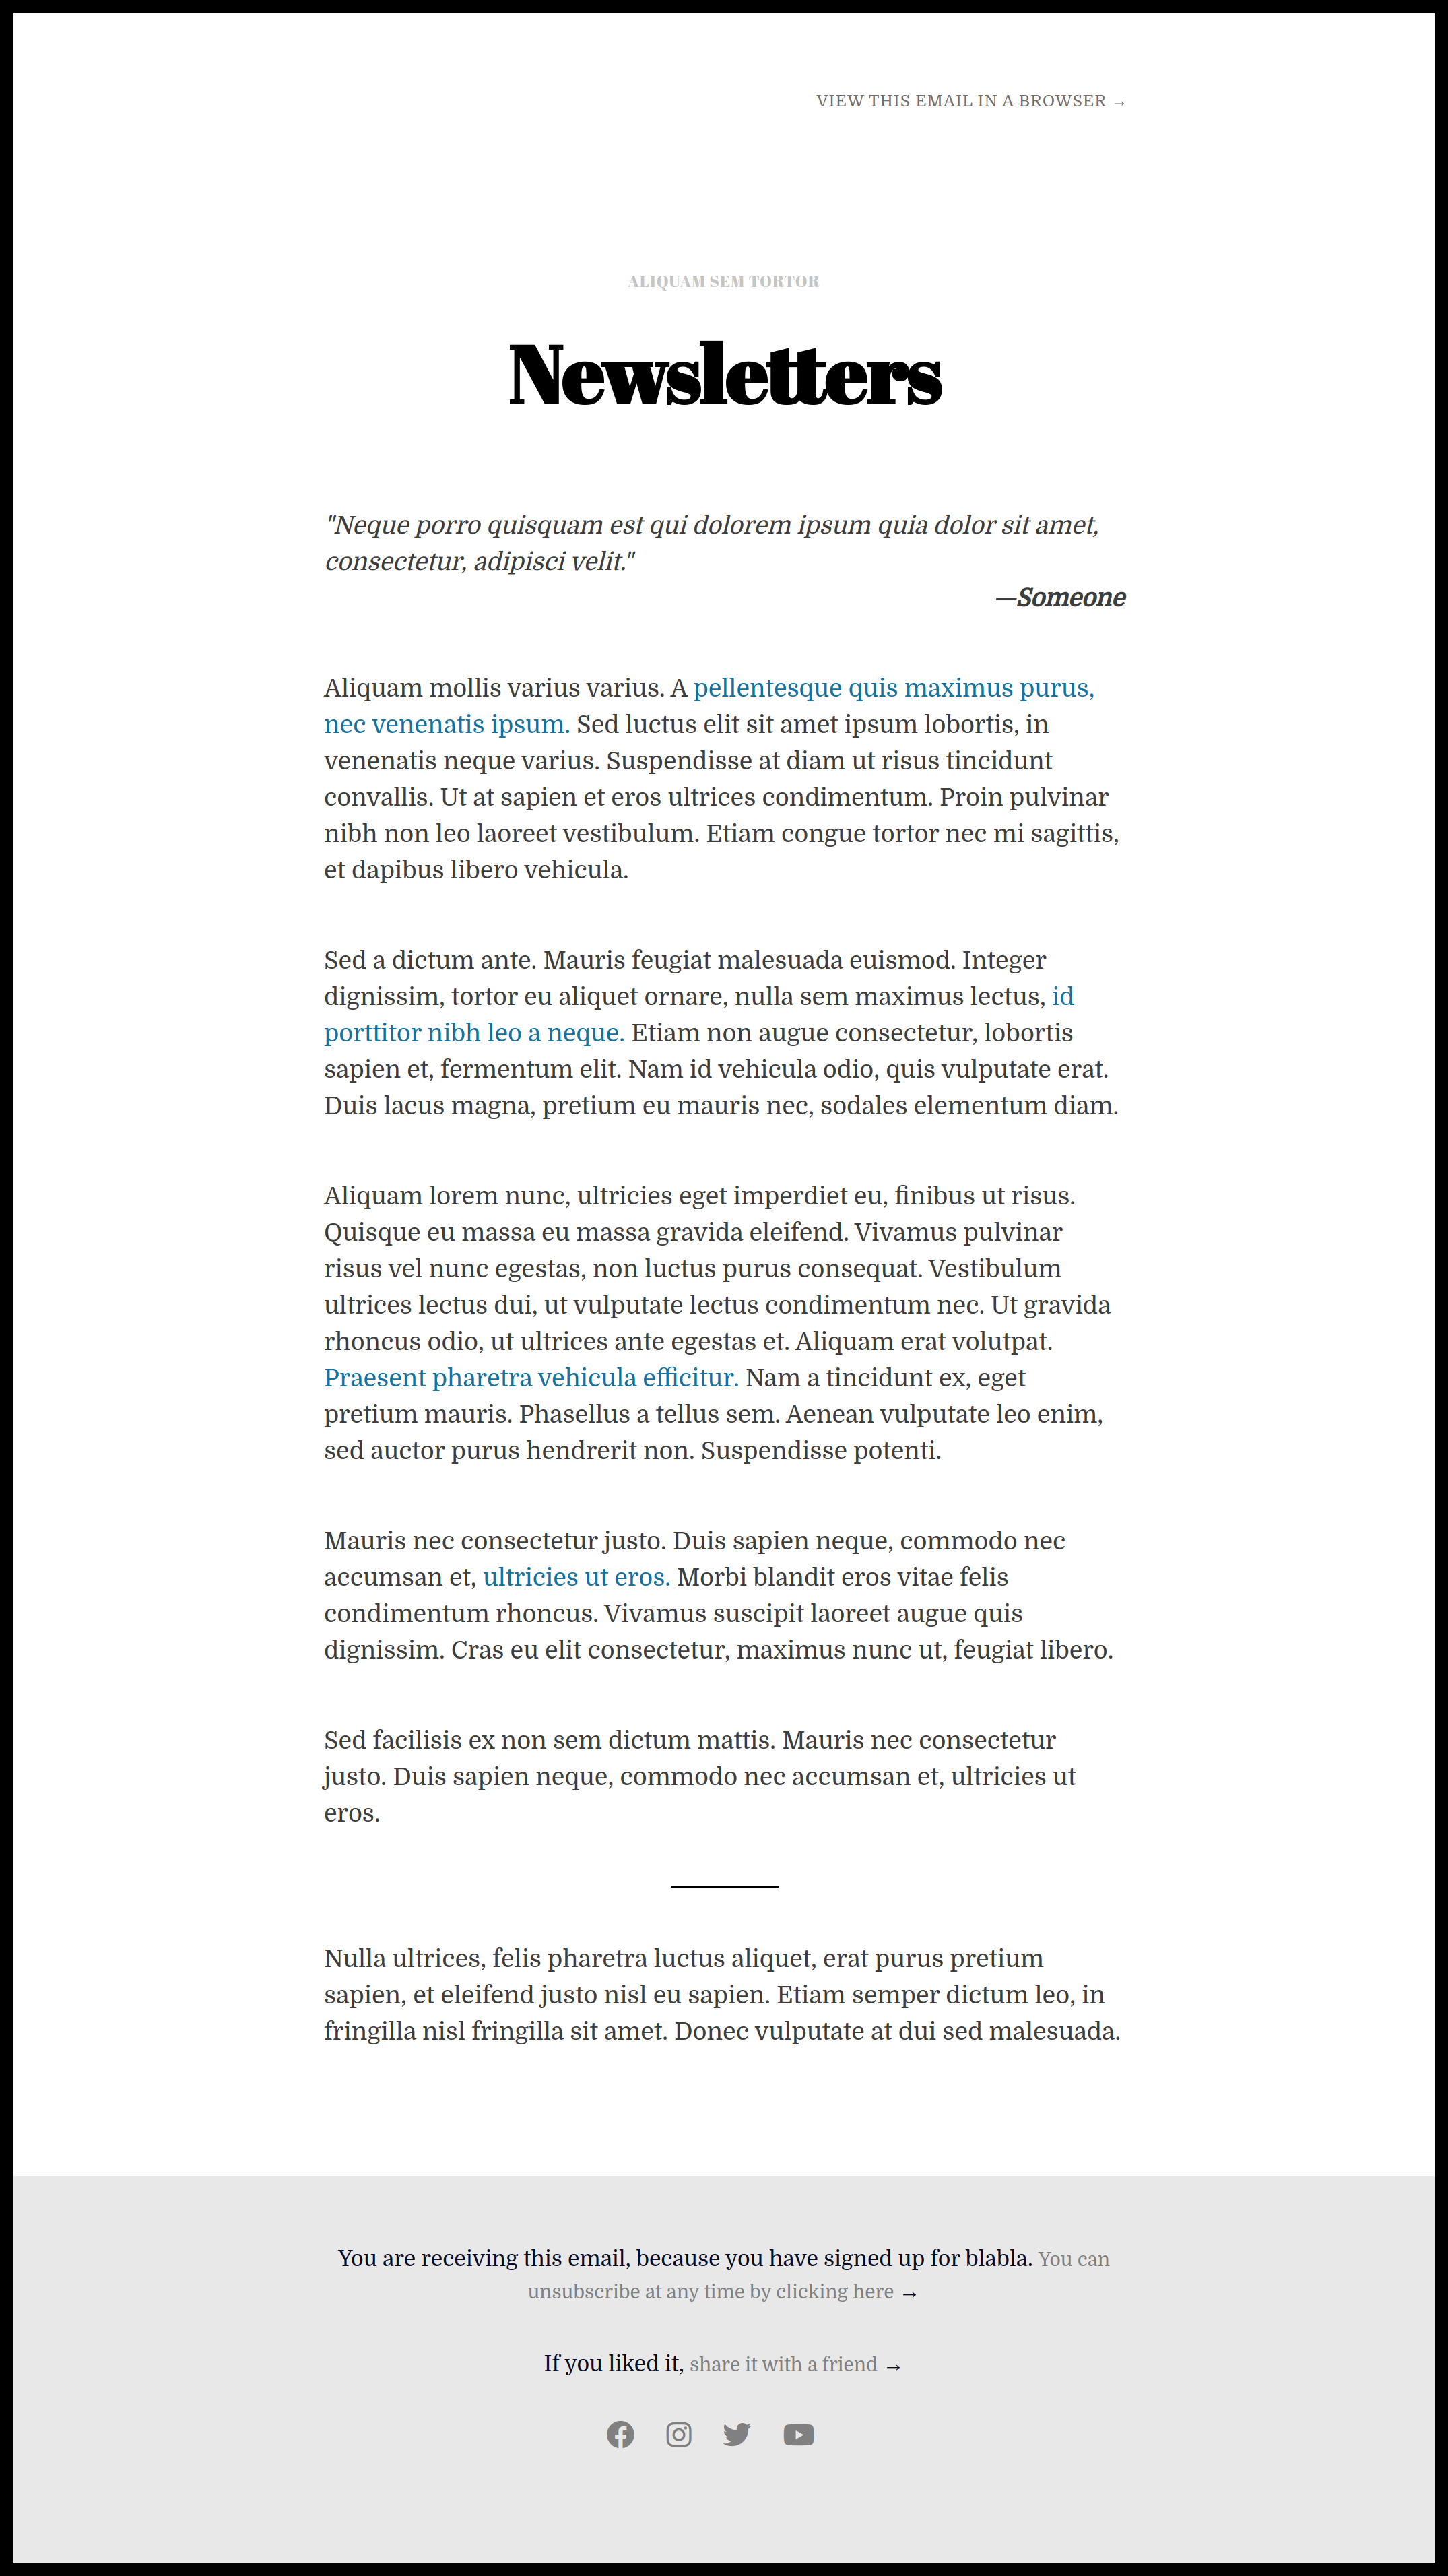 VIEW THIS EMAIL IN A BROWSER →
ALIQUAM SEM TORTOR
Newsletters
"Neque porro quisquam est qui dolorem ipsum quia dolor sit amet,
consectetur, adipisci velit."
—Someone
Aliquam mollis varius varius. A pellentesque quis maximus purus,
nec venenatis ipsum. Sed luctus elit sit amet ipsum lobortis, in
venenatis neque varius. Suspendisse at diam ut risus tincidunt
convallis. Ut at sapien et eros ultrices condimentum. Proin pulvinar
nibh non leo laoreet vestibulum. Etiam congue tortor nec mi sagittis,
et dapibus libero vehicula.
Sed a dictum ante. Mauris feugiat malesuada euismod. Integer
dignissim, tortor eu aliquet ornare, nulla sem maximus lectus, id
porttitor nibh leo a neque. Etiam non augue consectetur, lobortis
sapien et, fermentum elit. Nam id vehicula odio, quis vulputate erat.
Duis lacus magna, pretium eu mauris nec, sodales elementum diam.
Aliquam lorem nunc, ultricies eget imperdiet eu, finibus ut risus.
Quisque eu massa eu massa gravida eleifend. Vivamus pulvinar
risus vel nunc egestas, non luctus purus consequat. Vestibulum
ultrices lectus dui, ut vulputate lectus condimentum nec. Ut gravida
rhoncus odio, ut ultrices ante egestas et. Aliquam erat volutpat.
Praesent pharetra vehicula efficitur. Nam a tincidunt ex, eget
pretium mauris. Phasellus a tellus sem. Aenean vulputate leo enim,
sed auctor purus hendrerit non. Suspendisse potenti.
Mauris nec consectetur justo. Duis sapien neque, commodo nec
accumsan et, ultricies ut eros. Morbi blandit eros vitae felis
condimentum rhoncus. Vivamus suscipit laoreet augue quis
dignissim. Cras eu elit consectetur, maximus nunc ut, feugiat libero.
Sed facilisis ex non sem dictum mattis. Mauris nec consectetur
justo. Duis sapien neque, commodo nec accumsan et, ultricies ut
eros.
Nulla ultrices, felis pharetra luctus aliquet, erat purus pretium
sapien, et eleifend justo nisl eu sapien. Etiam semper dictum leo, in
fringilla nisl fringilla sit amet. Donec vulputate at dui sed malesuada.
You are receiving this email, because you have signed up for blabla. You can
unsubscribe at any time by clicking here →
If you liked it, share it with a friend →